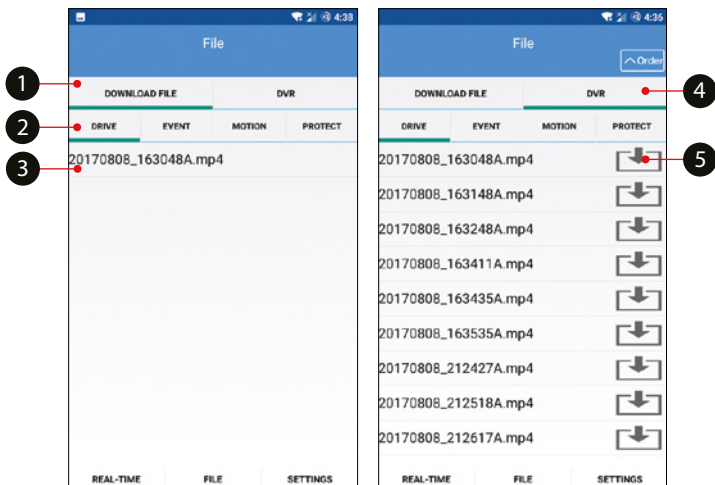 4:38
File
DOWNLOAD FILE DVR
DRIVE EVENT MOTION PROTECT
20170808_163048A.mp4
REAL-TIME FILE SETTINGS
1
2
3
4:36
File
Order
DOWNLOAD FILE DVR
DRIVE EVENT MOTION PROTECT
20170808_163048A.mp4
20170808_163148A.mp4
20170808_163248A.mp4
20170808_163411A.mp4
20170808_163435A.mp4
20170808_163535A.mp4
20170808_212427A.mp4
20170808_212518A.mp4
20170808_212617A.mp4
REAL-TIME FILE SETTINGS
4
5